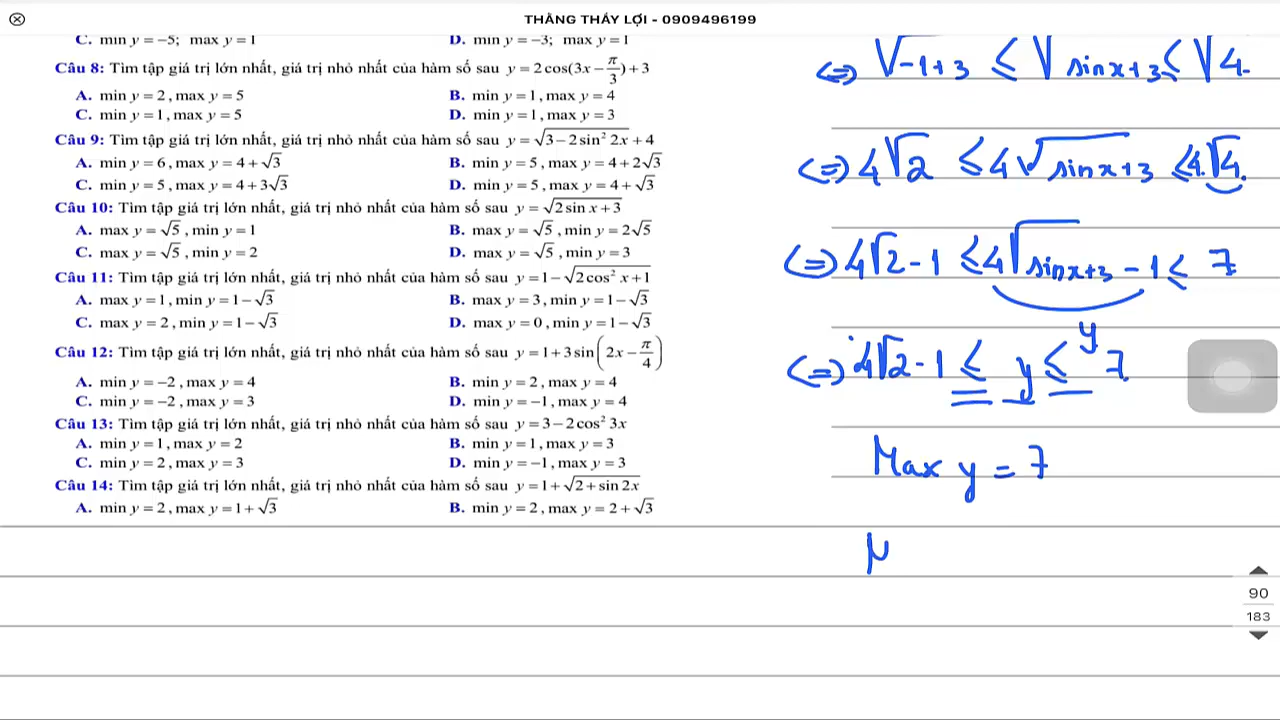 THẦNG THẦY LỢI - 0909496199
C. min y = −5; max y = 1 D. min y = −3; max y = 1
Câu 8: Tìm tập giá trị lớn nhất, giá trị nhỏ nhất của hàm số sau y = 2cos(3x − π/3) + 3
A. min y = 2, max y = 5 B. min y = 1, max y = 4
C. min y = 1, max y = 5 D. min y = 1, max y = 3
Câu 9: Tìm tập giá trị lớn nhất, giá trị nhỏ nhất của hàm số sau y = √(3 − 2sin² 2x) + 4
A. min y = 6, max y = 4 + √3 B. min y = 5, max y = 4 + 2√3
C. min y = 5, max y = 4 + 3√3 D. min y = 5, max y = 4 + √3
Câu 10: Tìm tập giá trị lớn nhất, giá trị nhỏ nhất của hàm số sau y = √(2sin x + 3)
A. max y = √5, min y = 1 B. max y = √5, min y = 2√5
C. max y = √5, min y = 2 D. max y = √5, min y = 3
Câu 11: Tìm tập giá trị lớn nhất, giá trị nhỏ nhất của hàm số sau y = 1 − √(2cos² x + 1)
A. max y = 1, min y = 1 − √3 B. max y = 3, min y = 1 − √3
C. max y = 2, min y = 1 − √3 D. max y = 0, min y = 1 − √3
Câu 12: Tìm tập giá trị lớn nhất, giá trị nhỏ nhất của hàm số sau y = 1 + 3sin(2x − π/4)
A. min y = −2, max y = 4 B. min y = 2, max y = 4
C. min y = −2, max y = 3 D. min y = −1, max y = 4
Câu 13: Tìm tập giá trị lớn nhất, giá trị nhỏ nhất của hàm số sau y = 3 − 2cos² 3x
A. min y = 1, max y = 2 B. min y = 1, max y = 3
C. min y = 2, max y = 3 D. min y = −1, max y = 3
Câu 14: Tìm tập giá trị lớn nhất, giá trị nhỏ nhất của hàm số sau y = 1 + √(2 + sin 2x)
A. min y = 2, max y = 1 + √3 B. min y = 2, max y = 2 + √3
⇔ √(-1+3) ≤ √(sinx+3) ≤ √4.
⇔ 4√2 ≤ 4√(sinx+3) ≤ 4.√4.
⇔ 4√2 - 1 ≤ 4√(sinx+3) - 1 ≤ 7
y
⇔ 4√2 - 1 ≤ y ≤ 7
Max y = 7
M
90
183